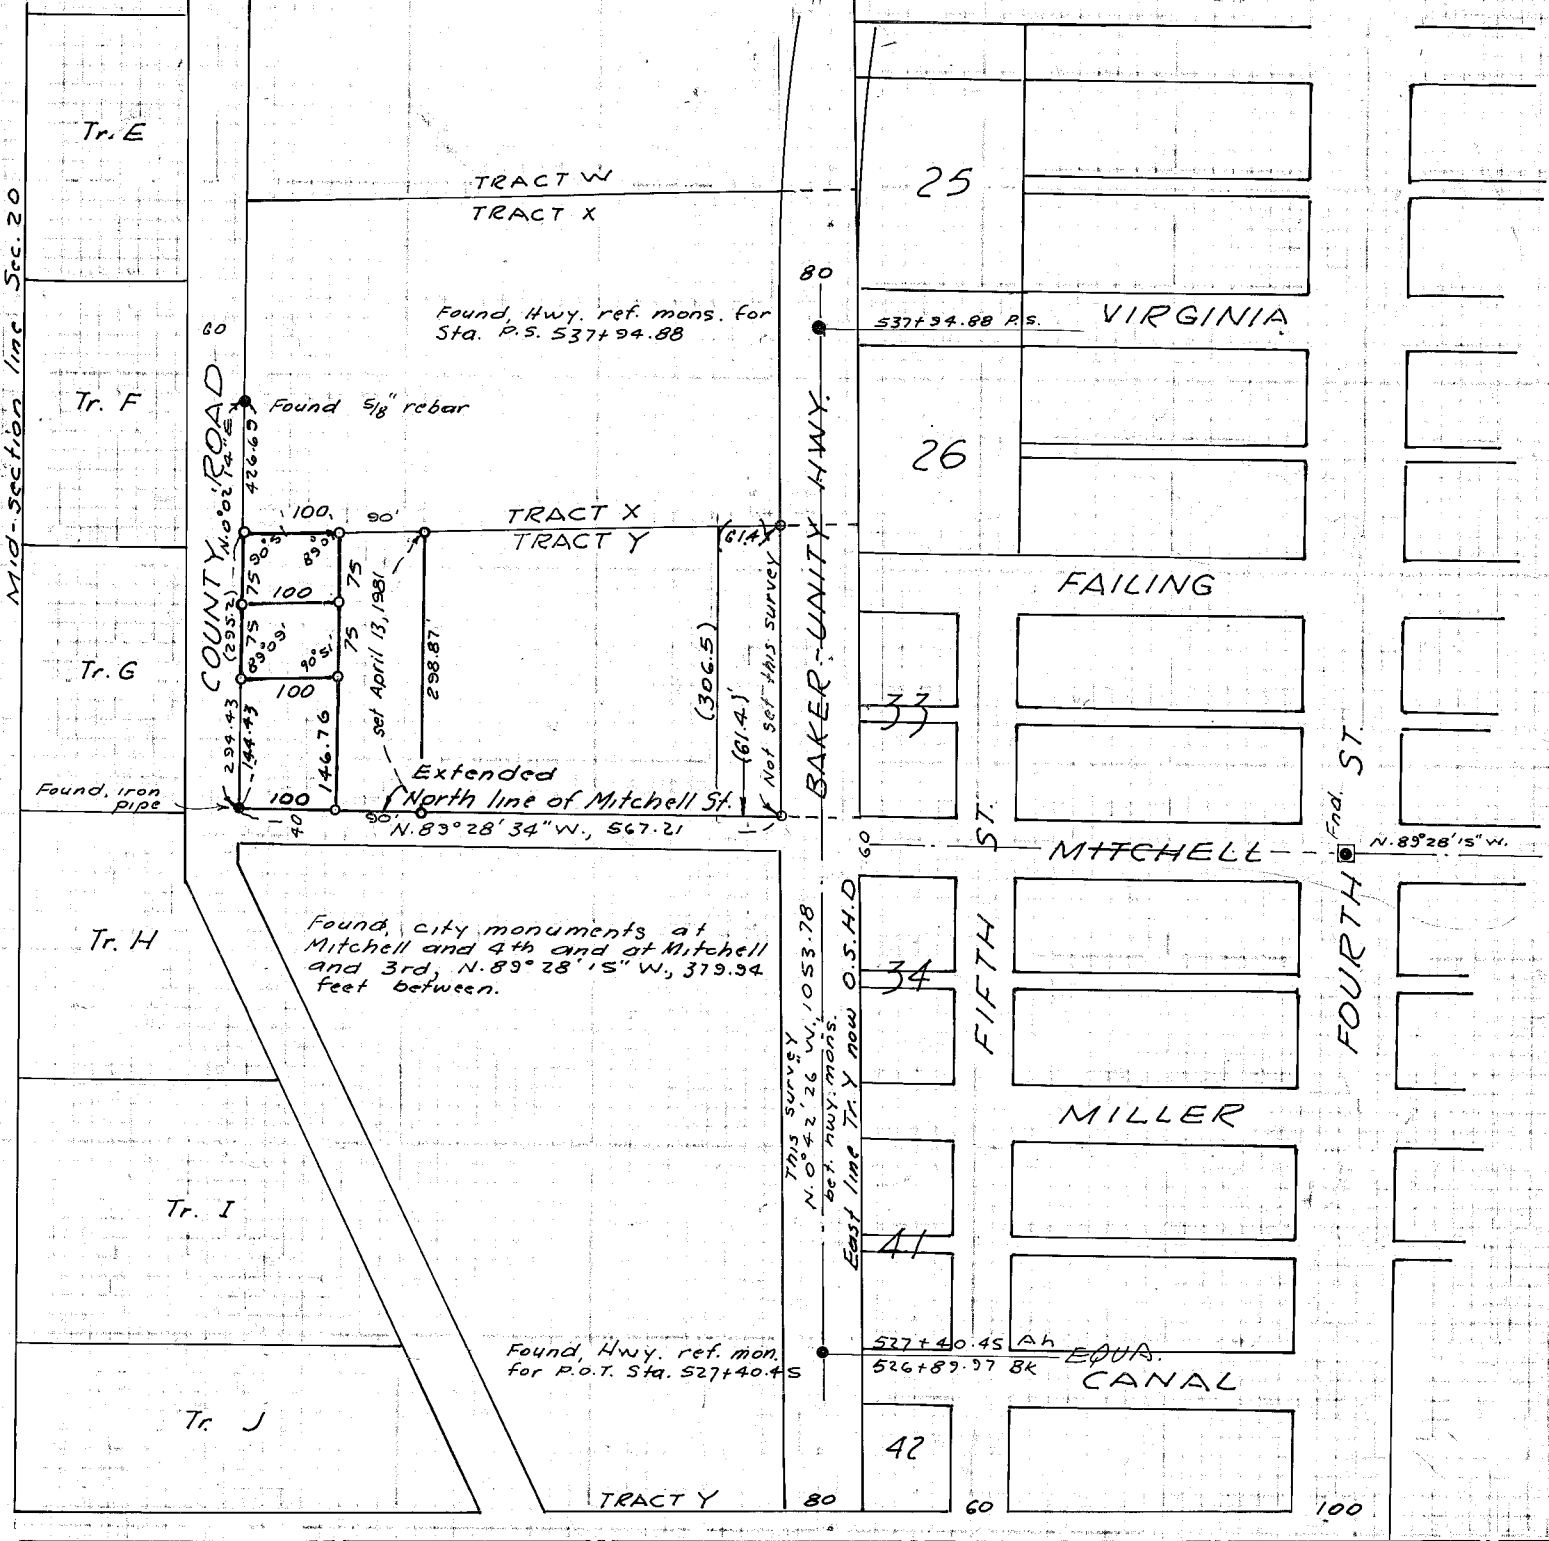 Mid-section line Sec. 20
Tr. E
Tr. F
Tr. G
Tr. H
Tr. I
Tr. J
TRACT W
TRACT X
60
80
Found, Hwy. ref. mons. for
Sta. P.S. 537+94.88
Found 5/8" rebar
COUNTY ROAD
N.0°02'14"E.
426.69
100
90'
TRACT X
TRACT Y
(61.4)
90°51'
89°09'
75
75
100
(295.2)
75
75
89°09'
90°51'
100
set April 13, 1981
298.87'
(306.5)
(61.4)'
Not set this survey
294.43
144.43
146.76
Found, iron
pipe
100
40
90'
Extended
North line of Mitchell St.
N.89°28'34"W., 567.21
Found, city monuments at
Mitchell and 4th and at Mitchell
and 3rd, N.89°28'15"W., 379.94
feet between.
BAKER-UNITY HWY.
This survey
N.0°42'26"W., 1053.78
bet. hwy. mons.
East line Tr. Y now O.S.H.D
Found, Hwy. ref. mon.
for P.O.T. Sta. 527+40.45
TRACT Y
80
25
537+94.88 P.S.
VIRGINIA
26
FAILING
33
60
MITCHELL
Fnd.
N.89°28'15"W.
FIFTH ST.
FOURTH ST.
34
MILLER
41
527+40.45 Ah
526+89.97 BK
EQUA.
CANAL
42
60
100